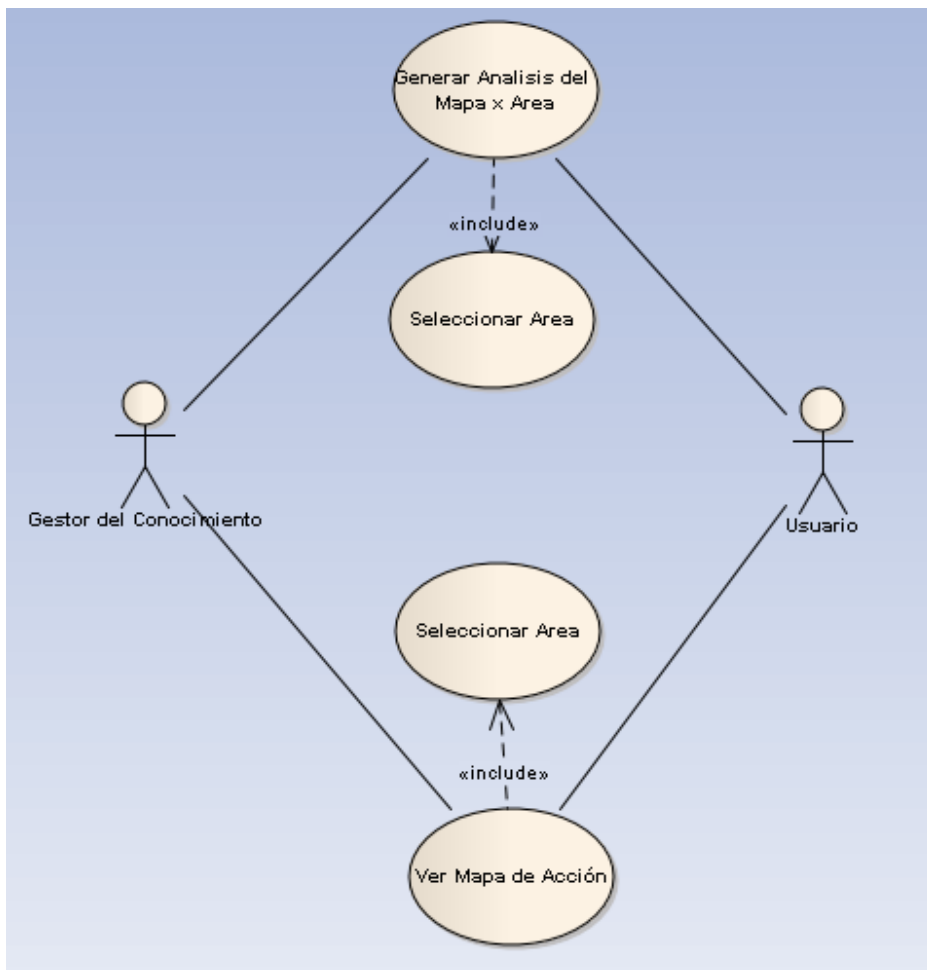 Generar Analisis del
Mapa x Area
«include»
Seleccionar Area
Gestor del Conocimiento
Usuario
Seleccionar Area
«include»
Ver Mapa de Acción